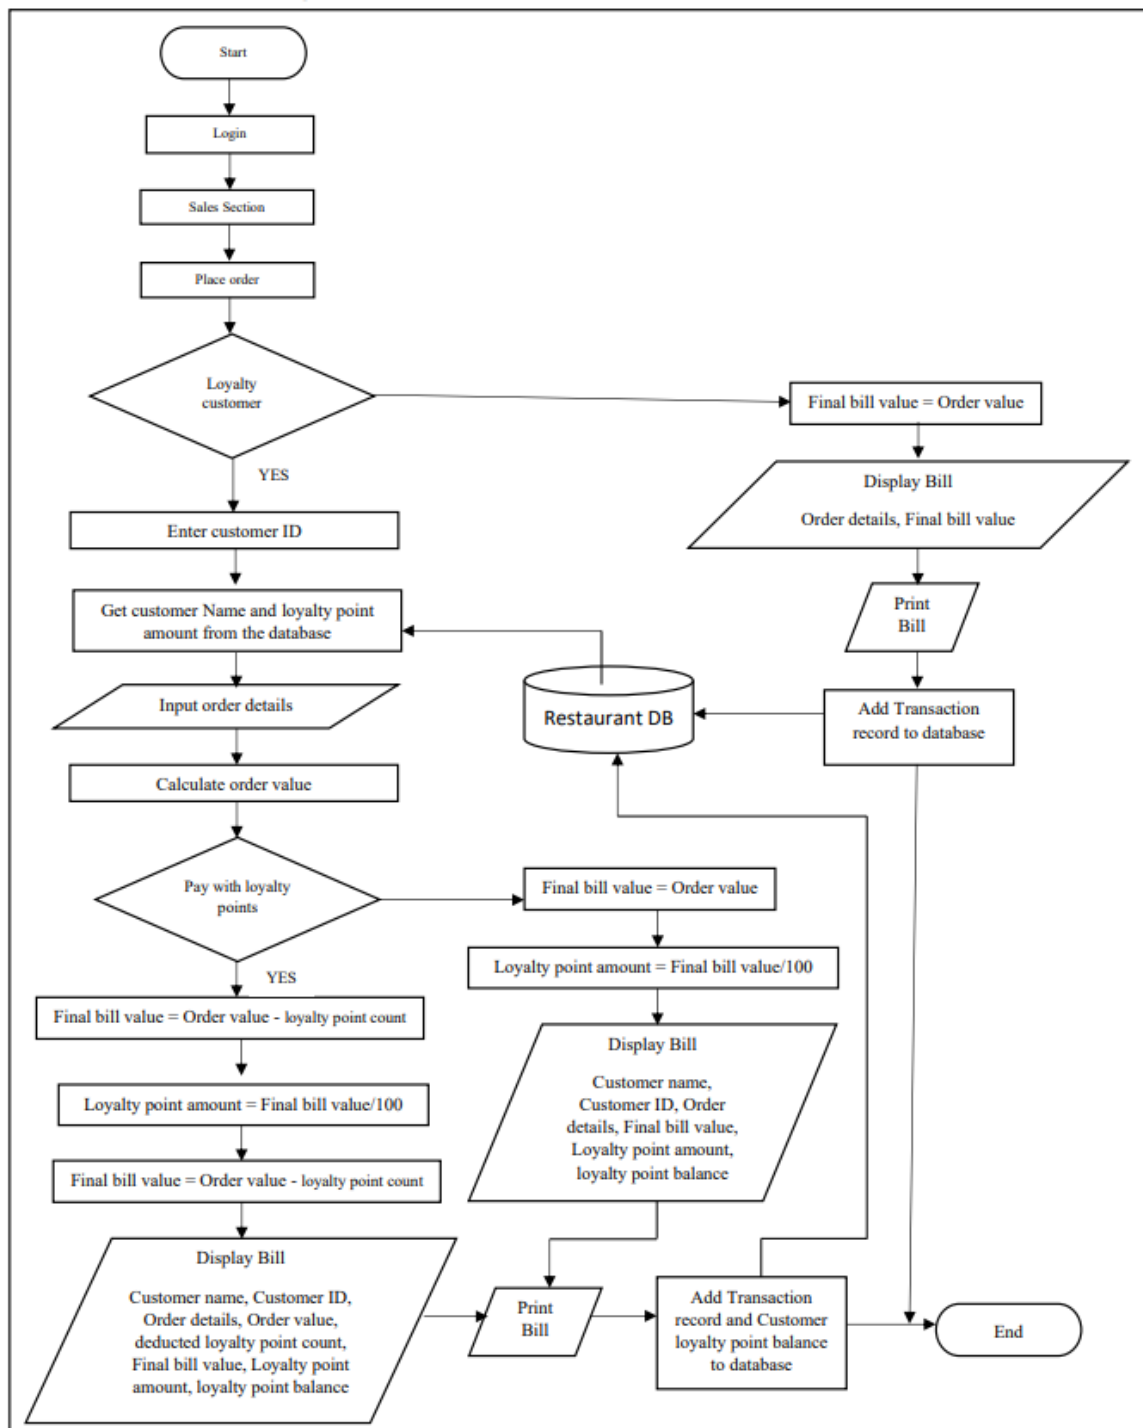 Start
Login
Sales Section
Place order
Loyalty
customer
YES
Final bill value = Order value
Display Bill
Order details, Final bill value
Print
Bill
Add Transaction
record to database
Enter customer ID
Get customer Name and loyalty point
amount from the database
Input order details
Restaurant DB
Calculate order value
Pay with loyalty
points
YES
Final bill value = Order value
Loyalty point amount = Final bill value/100
Display Bill
Customer name,
Customer ID, Order
details, Final bill value,
Loyalty point amount,
loyalty point balance
Final bill value = Order value - loyalty point count
Loyalty point amount = Final bill value/100
Final bill value = Order value - loyalty point count
Display Bill
Customer name, Customer ID,
Order details, Order value,
deducted loyalty point count,
Final bill value, Loyalty point
amount, loyalty point balance
Print
Bill
Add Transaction
record and Customer
loyalty point balance
to database
End